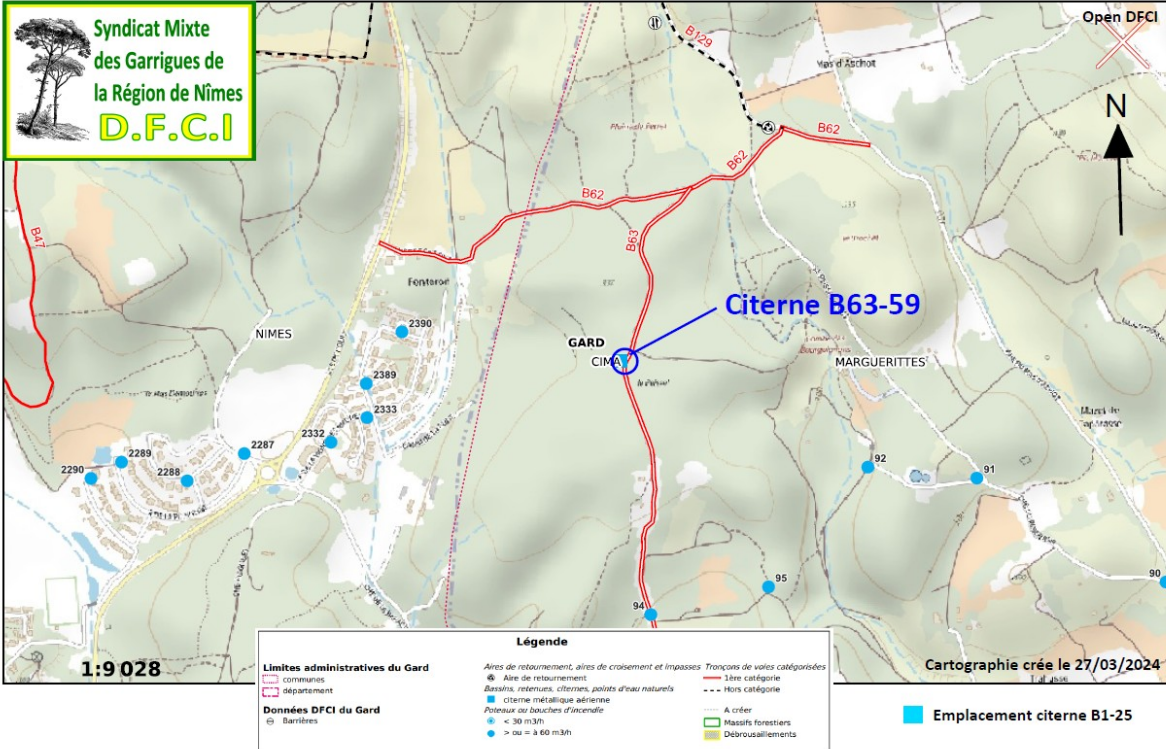 Syndicat Mixte
des Garrigues de
la Région de Nîmes
D.F.C.I
Open DFCI
B129
Mas d'Aschot
N
B62
B62
B62
B47
B63
Citerne B63-59
NIMES
2390
GARD
CIMA
MARGUERITTES
2389
2333
2332
2287
2289
2290
2288
92
91
90
95
94
1:9 028
Cartographie crée le 27/03/2024
Légende
Limites administratives du Gard
communes
département
Données DFCI du Gard
Barrières
Aires de retournement, aires de croisement et impasses
Aire de retournement
Bassins, retenues, citernes, points d'eau naturels
citerne métallique aérienne
Poteaux ou bouches d'incendie
< 30 m3/h
> ou = à 60 m3/h
Tronçons de voies catégorisées
1ère catégorie
Hors catégorie
A créer
Massifs forestiers
Débrousaillements
Emplacement citerne B1-25